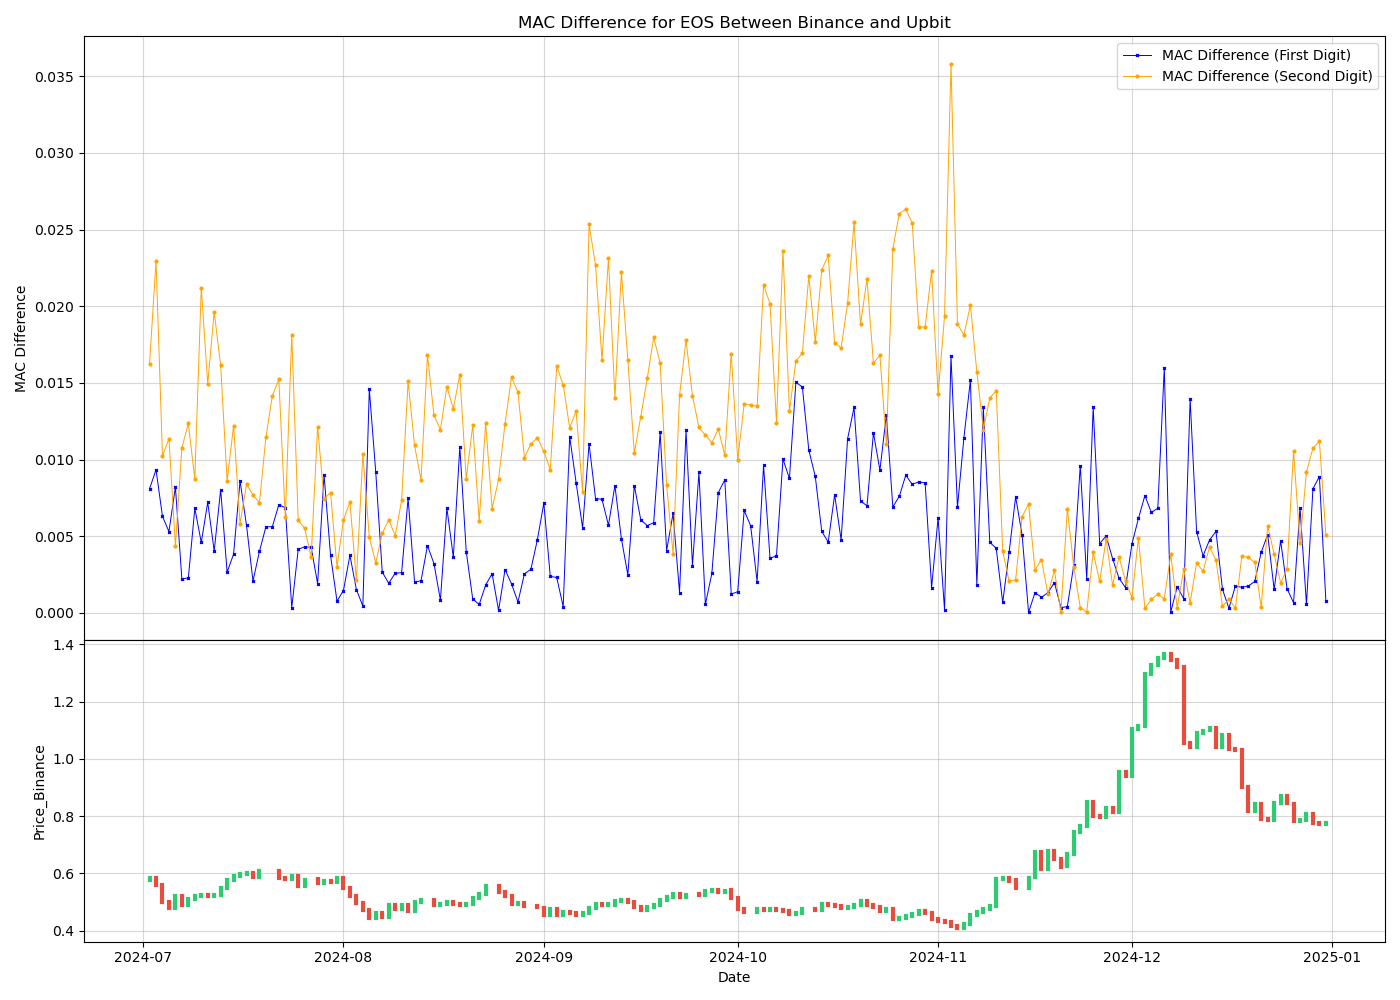 MAC Difference for EOS Between Binance and Upbit
MAC Difference (First Digit)
MAC Difference (Second Digit)
MAC Difference
0.035
0.030
0.025
0.020
0.015
0.010
0.005
0.000
Price_Binance
1.4
1.2
1.0
0.8
0.6
0.4
2024-07 2024-08 2024-09 2024-10 2024-11 2024-12 2025-01
Date